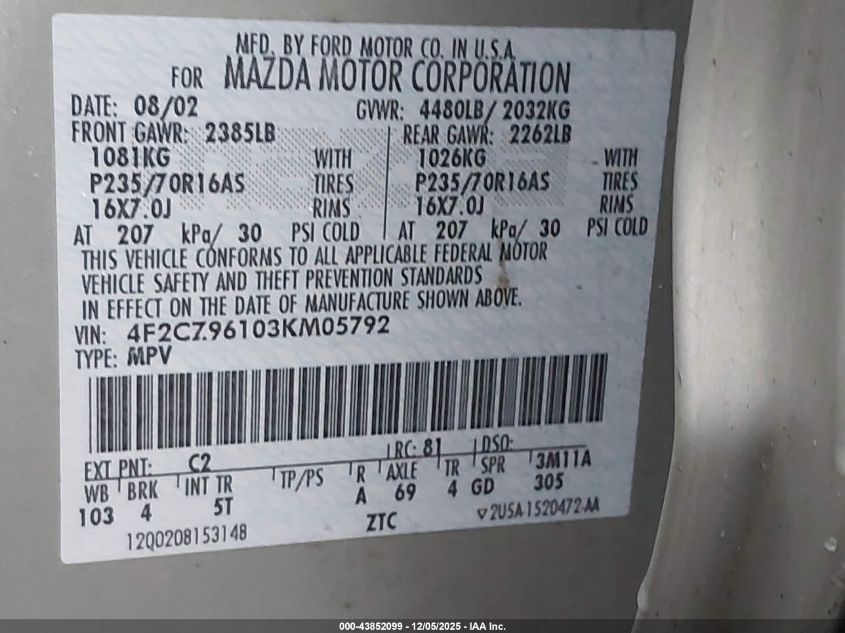 MFD. BY FORD MOTOR CO. IN U.S.A.
FOR MAZDA MOTOR CORPORATION
DATE: 08/02 GVWR: 4480LB/ 2032KG
FRONT GAWR: 2385LB REAR GAWR: 2262LB
1081KG WITH 1026KG WITH
P235/70R16AS TIRES P235/70R16AS TIRES
16X7.0J RIMS 16X7.0J RIMS
AT 207 kPa/ 30 PSI COLD AT 207 kPa/ 30 PSI COLD
THIS VEHICLE CONFORMS TO ALL APPLICABLE FEDERAL MOTOR
VEHICLE SAFETY AND THEFT PREVENTION STANDARDS
IN EFFECT ON THE DATE OF MANUFACTURE SHOWN ABOVE.
VIN: 4F2CZ96103KM05792
TYPE: MPV
EXT PNT: C2 RC: 81 DSO:
WB BRK INT TR TP/PS R AXLE TR SPR 3M11A
103 4 5T A 69 4 GD 305
12Q0208153148 ZTC 2U5A-1520472-AA
000-43852099 - 12/05/2025 - IAA Inc.